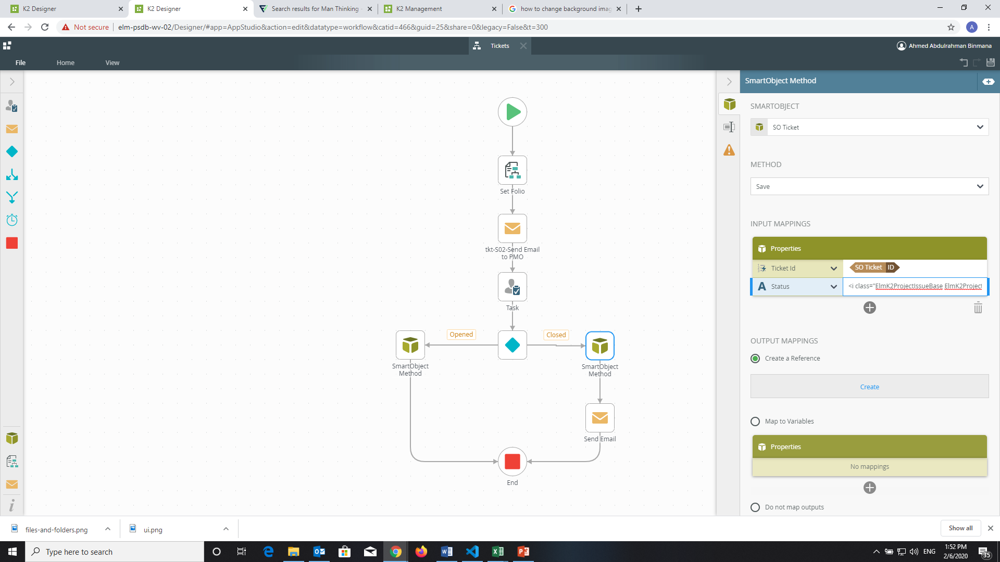 K2 Designer
K2 Designer
Search results for Man Thinking
K2 Management
how to change background imag
Not secure
elm-psdb-wv-02/Designer/#app=AppStudio&action=edit&datatype=workflow&catid=466&guid=25&share=0&legacy=False&t=300
A
Tickets
Ahmed Abdulrahman Binmana
File
Home
View
SmartObject Method
SMARTOBJECT
SO Ticket
METHOD
Save
INPUT MAPPINGS
Properties
Ticket Id
SO Ticket ID
A Status
<i class="ElmK2ProjectIssueBase ElmK2Project
OUTPUT MAPPINGS
Create a Reference
Create
Map to Variables
Properties
No mappings
Do not map outputs
Set Folio
tkt-S02-Send Email
to PMO
Task
Opened
Closed
SmartObject
Method
SmartObject
Method
Send Email
End
i
files-and-folders.png
ui.png
Show all
Type here to search
ENG
1:52 PM
2/6/2020
35